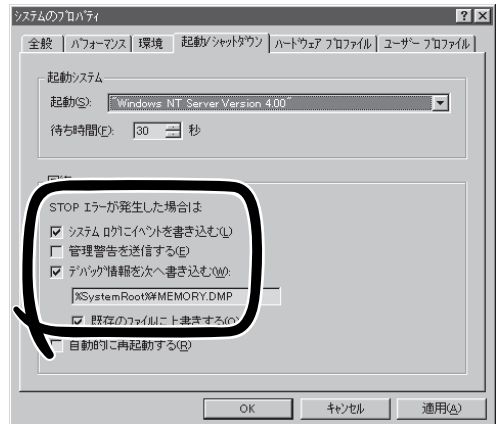 システムのプロパティ
全般 パフォーマンス 環境 起動/シャットダウン ハードウェア プロファイル ユーザー プロファイル
起動システム
起動(S): "Windows NT Server Version 4.00"
待ち時間(F): 30 秒
STOP エラーが発生した場合は
システム ログにイベントを書き込む(L)
管理警告を送信する(E)
デバッグ情報を次へ書き込む(W):
%SystemRoot%¥MEMORY.DMP
既存のファイルに上書きする(O)
自動的に再起動する(R)
OK キャンセル 適用(A)